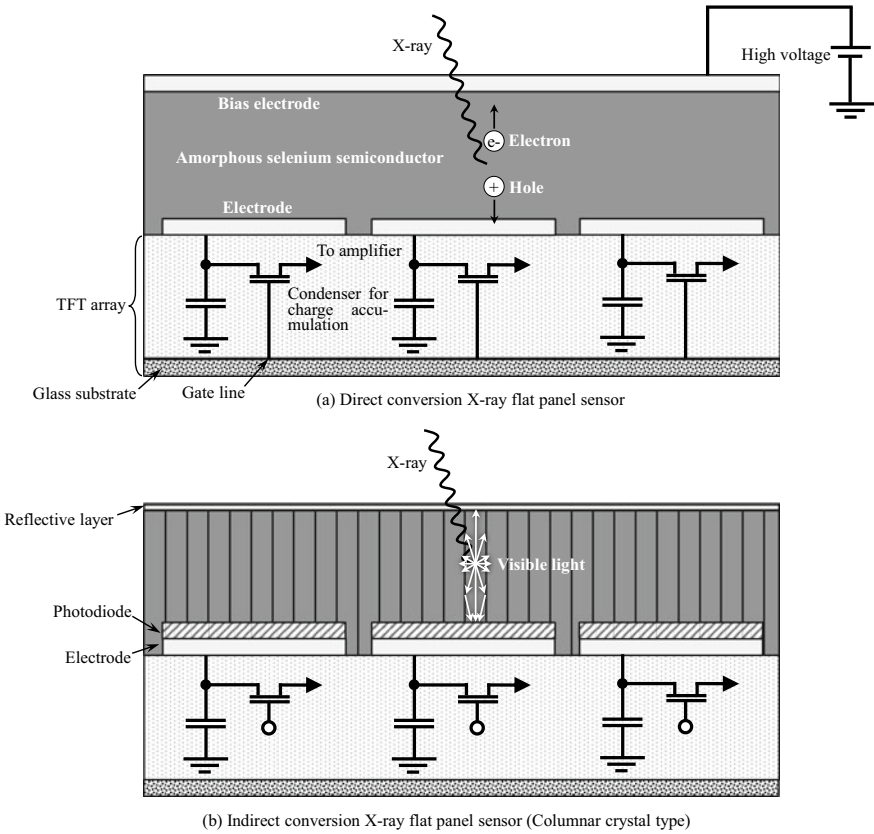 X-ray
High voltage
Bias electrode
e- Electron
Amorphous selenium semiconductor
+ Hole
Electrode
To amplifier
Condenser for
charge accu-
mulation
TFT array
Glass substrate
Gate line
(a) Direct conversion X-ray flat panel sensor
X-ray
Reflective layer
Visible light
Photodiode
Electrode
(b) Indirect conversion X-ray flat panel sensor (Columnar crystal type)